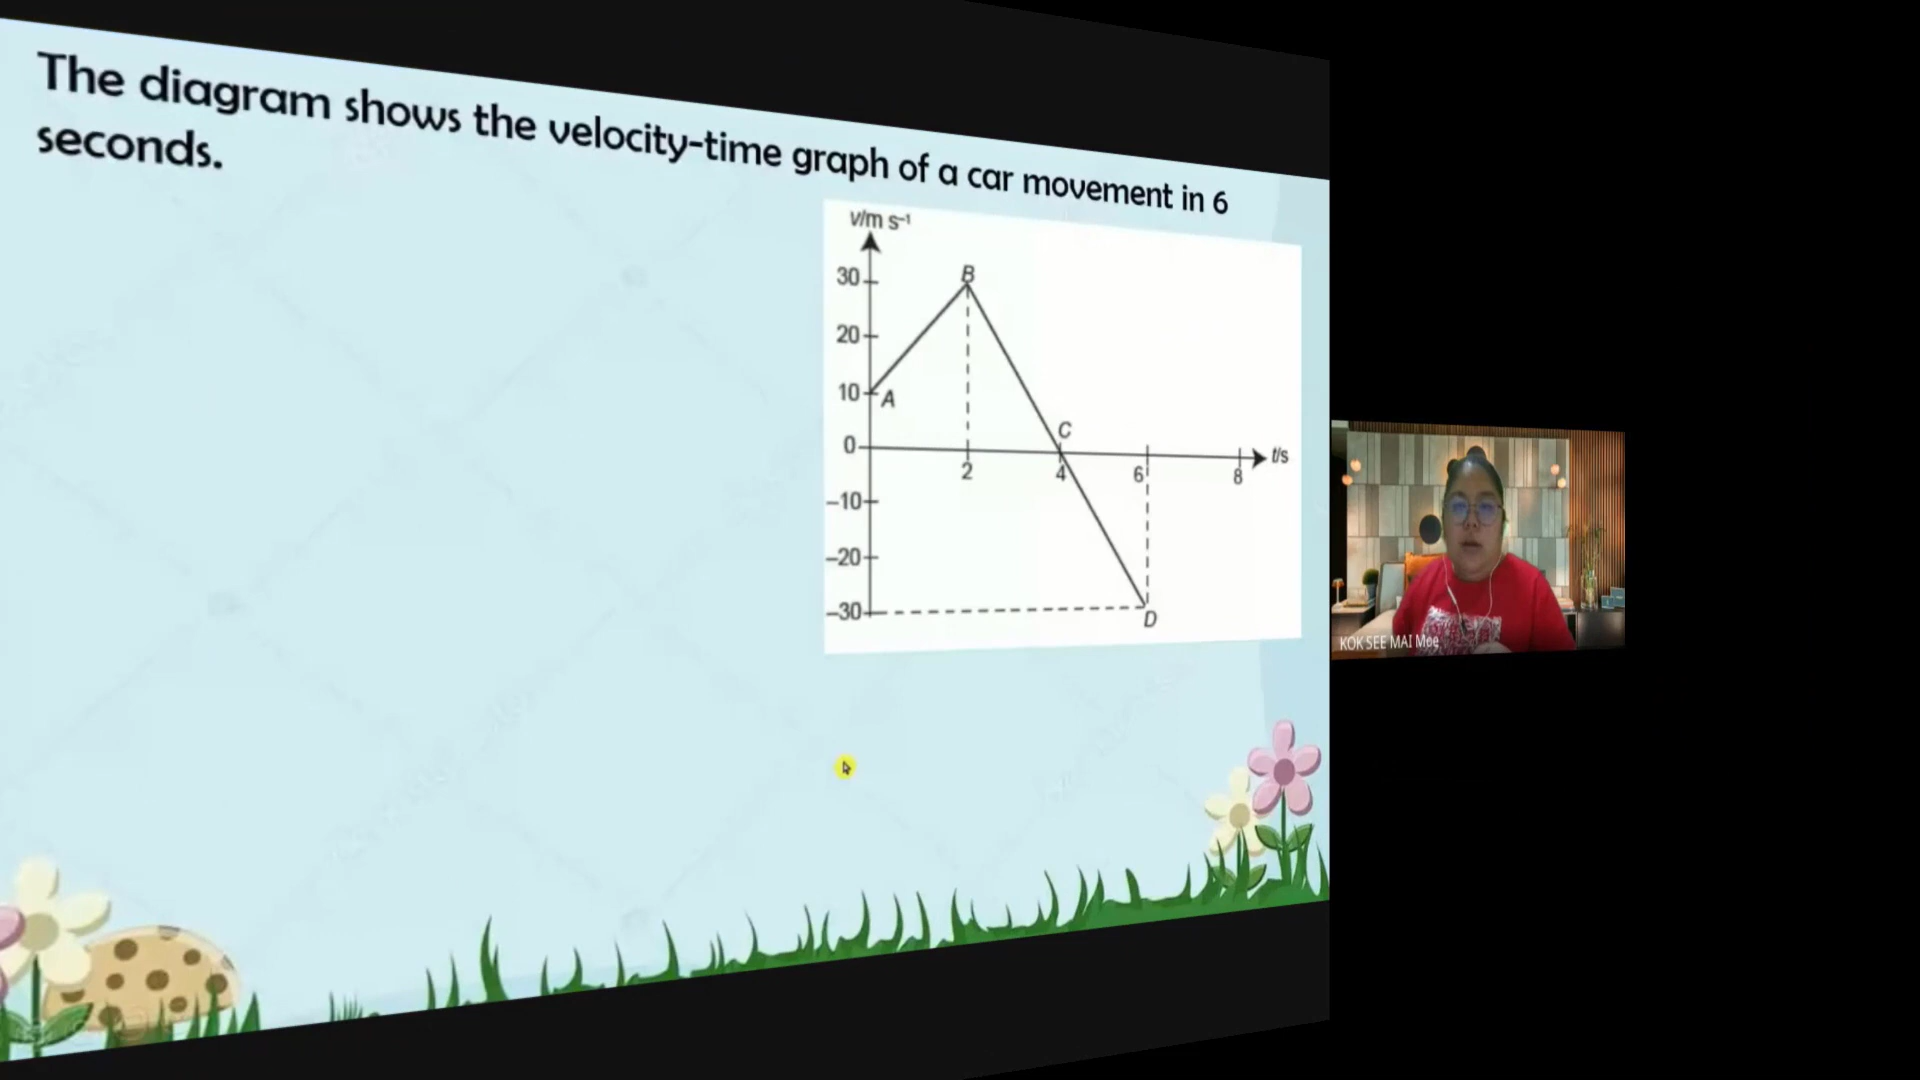 The diagram shows the velocity-time graph of a car movement in 6
seconds.
v/m s⁻¹
30
B
20
10
A
C
0
2
4
6
8
t/s
–10
–20
–30
D
KOK SEE MAI Moe